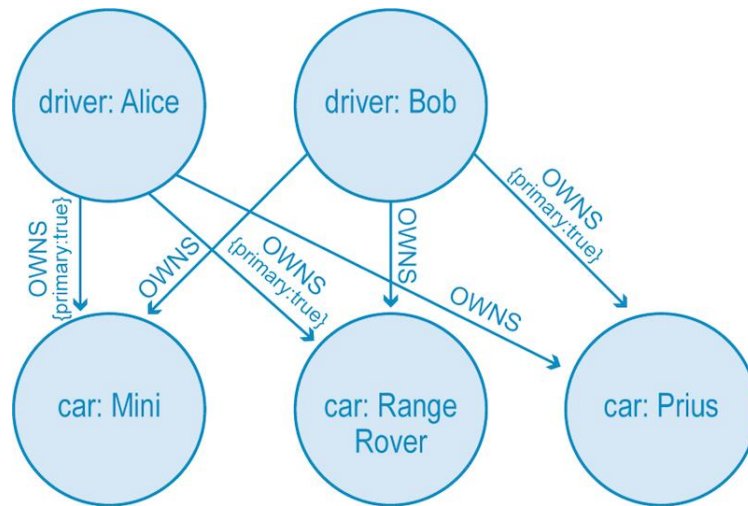 driver: Alice
driver: Bob
OWNS
{primary:true}
OWNS
OWNS
{primary:true}
OWNS
OWNS
OWNS
{primary:true}
car: Mini
car: Range
Rover
car: Prius